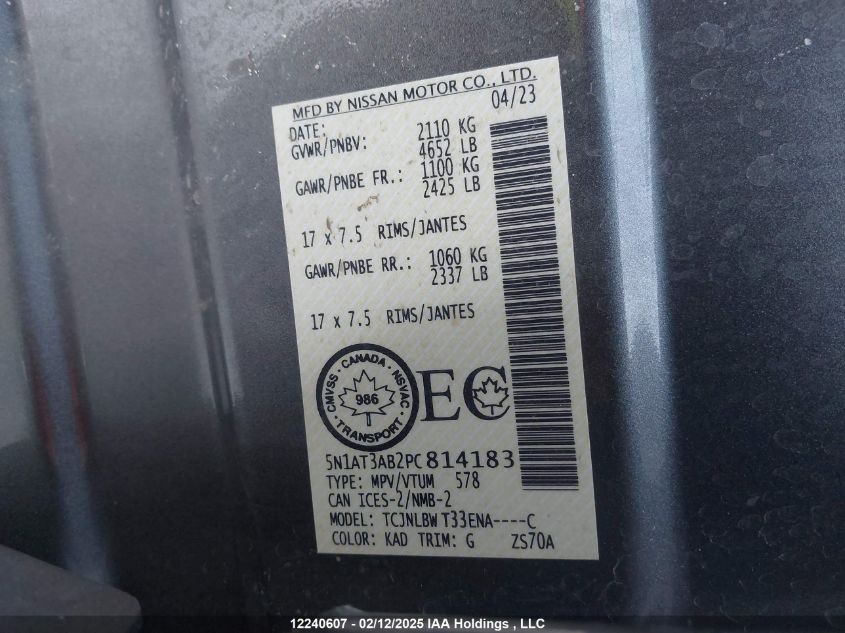 MFD BY NISSAN MOTOR CO., LTD.
DATE: 04/23
GVWR/PNBV: 2110 KG
4652 LB
GAWR/PNBE FR.: 1100 KG
2425 LB
17 x 7.5 RIMS/JANTES
GAWR/PNBE RR.: 1060 KG
2337 LB
17 x 7.5 RIMS/JANTES
CMVSS · CANADA · NSVAC
986
· TRANSPORT ·
EC
5N1AT3AB2PC814183
TYPE: MPV/VTUM 578
CAN ICES-2/NMB-2
MODEL: TCJNLBW T33ENA----C
COLOR: KAD TRIM: G ZS70A
12240607 - 02/12/2025 IAA Holdings , LLC